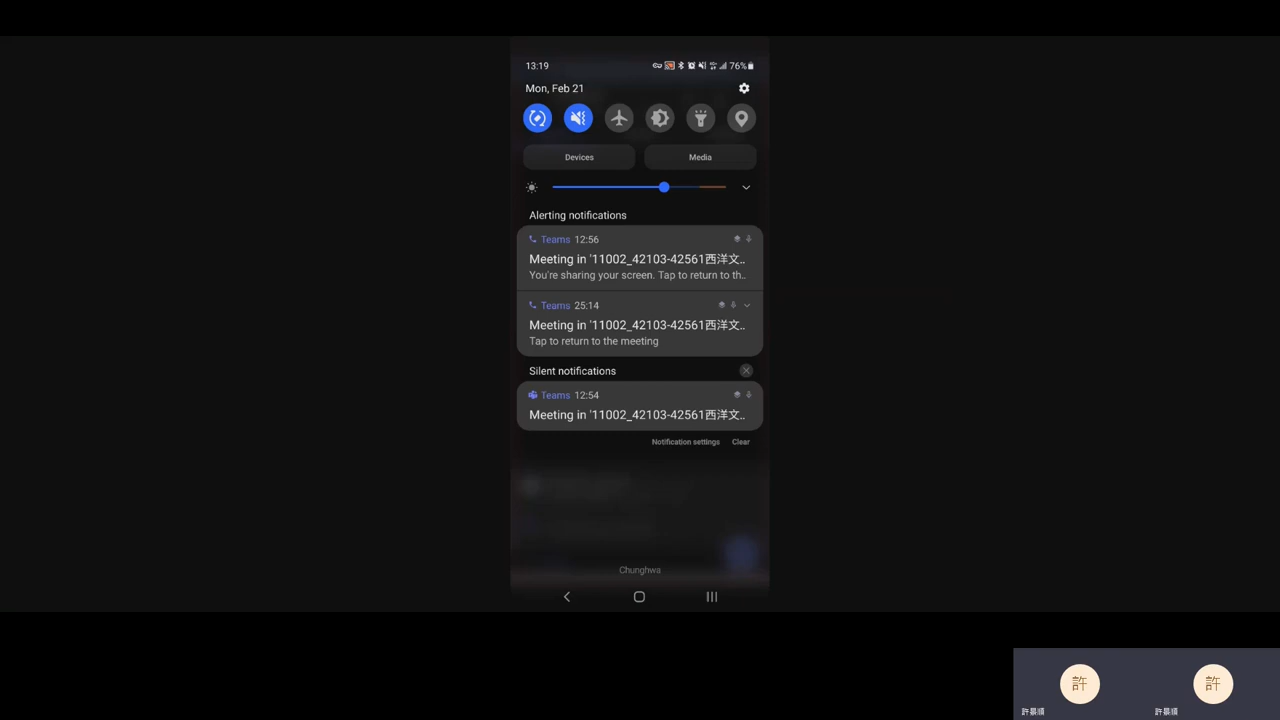 13:19
76%
Mon, Feb 21
Devices
Media
Alerting notifications
Teams 12:56
Meeting in '11002_42103-42561西洋文..
You're sharing your screen. Tap to return to th..
Teams 25:14
Meeting in '11002_42103-42561西洋文..
Tap to return to the meeting
Silent notifications
Teams 12:54
Meeting in '11002_42103-42561西洋文..
Notification settings
Clear
Chunghwa
許
許